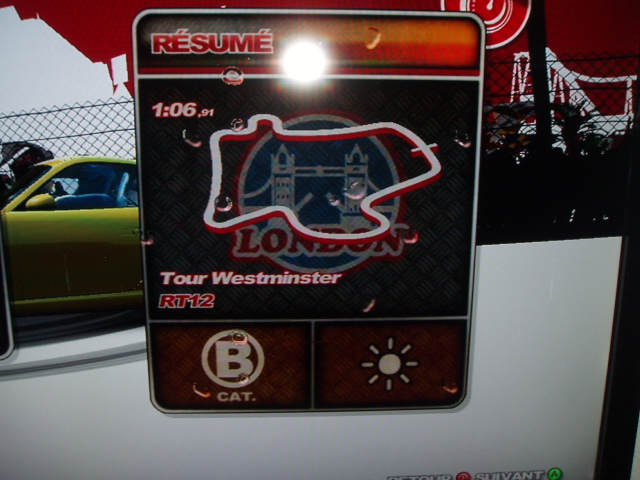 RÉSUMÉ
1:06,91
LONDON
Tour Westminster
RT12
B
CAT.
RETOUR B SUIVANT A